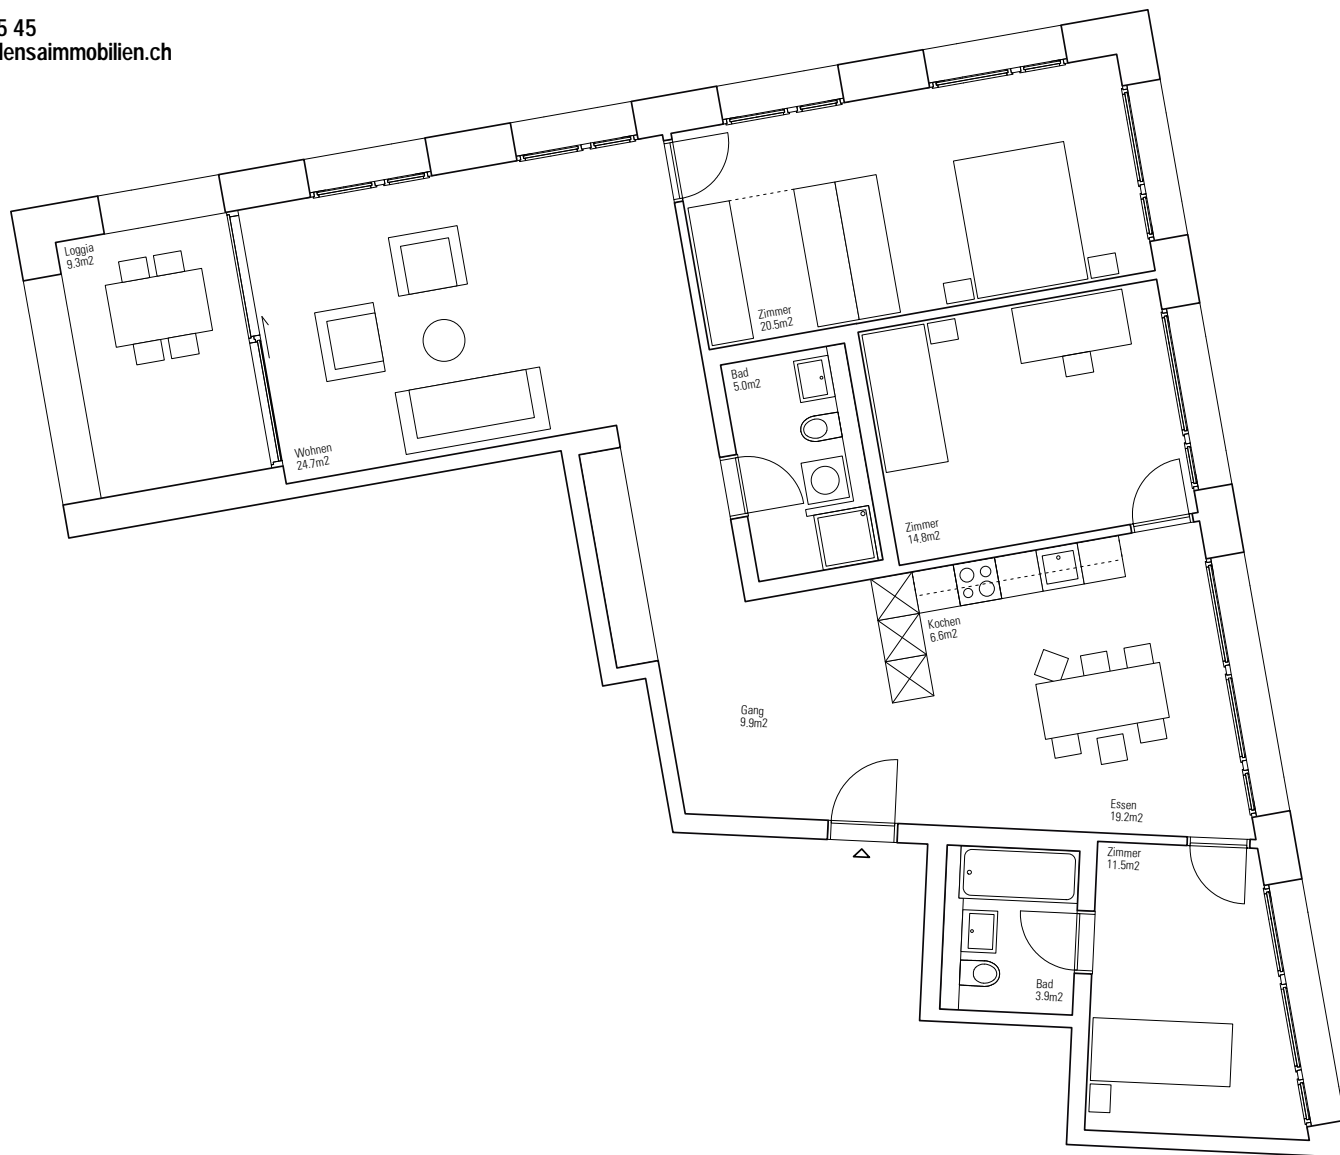 5 45
lensaimmobilien.ch
Loggia
9.3m2
Wohnen
24.7m2
Zimmer
20.5m2
Bad
5.0m2
Zimmer
14.8m2
Kochen
6.6m2
Gang
9.9m2
Essen
19.2m2
Zimmer
11.5m2
Bad
3.9m2